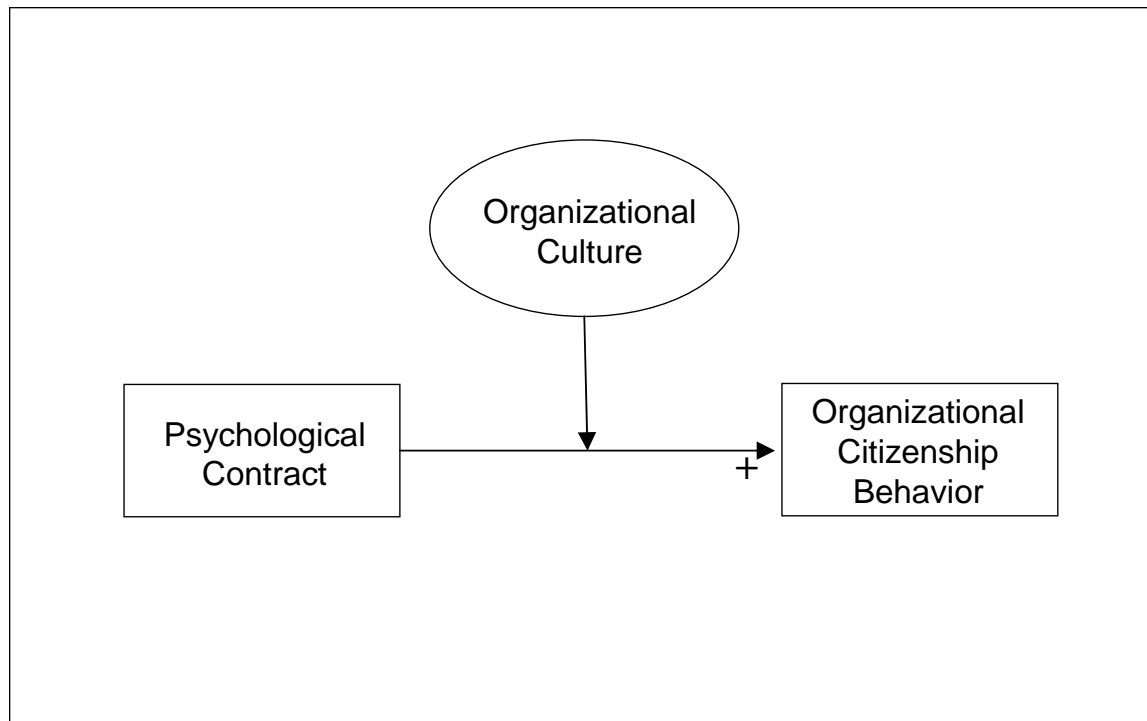 Organizational
Culture
Psychological
Contract
+
Organizational
Citizenship
Behavior